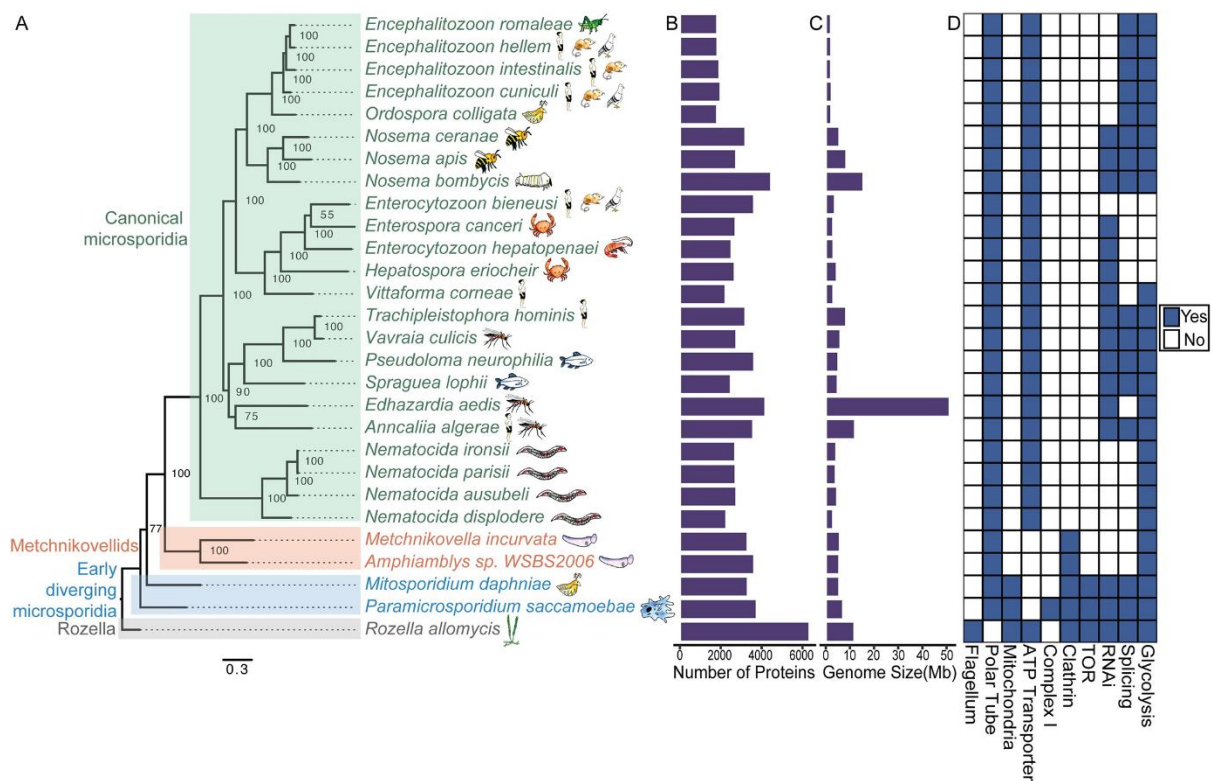 A
B
C
D
Encephalitozoon romaleae
Encephalitozoon hellem
Encephalitozoon intestinalis
Encephalitozoon cuniculi
Ordospora colligata
Nosema ceranae
Nosema apis
Nosema bombycis
Enterocytozoon bieneusi
Enterospora canceri
Enterocytozoon hepatopenaei
Hepatospora eriocheir
Vittaforma corneae
Trachipleistophora hominis
Vavraia culicis
Pseudoloma neurophilia
Spraguea lophii
Edhazardia aedis
Anncaliia algerae
Nematocida ironsii
Nematocida parisii
Nematocida ausubeli
Nematocida displodere
Metchnikovella incurvata
Amphiamblys sp. WSBS2006
Mitosporidium daphniae
Paramicrosporidium saccamoebae
Rozella allomycis
Canonical
microsporidia
Metchnikovellids
Early
diverging
microsporidia
Rozella
100
100
100
100
100
100
100
100
55
100
100
100
100
100
100
100
90
75
100
100
100
100
100
77
100
0.3
0 2000 4000 6000
Number of Proteins
0 10 20 30 40 50
Genome Size(Mb)
Yes
No
Flagellum
Polar Tube
Mitochondria
ATP Transporter
Complex I
Clathrin
TOR
RNAi
Splicing
Glycolysis